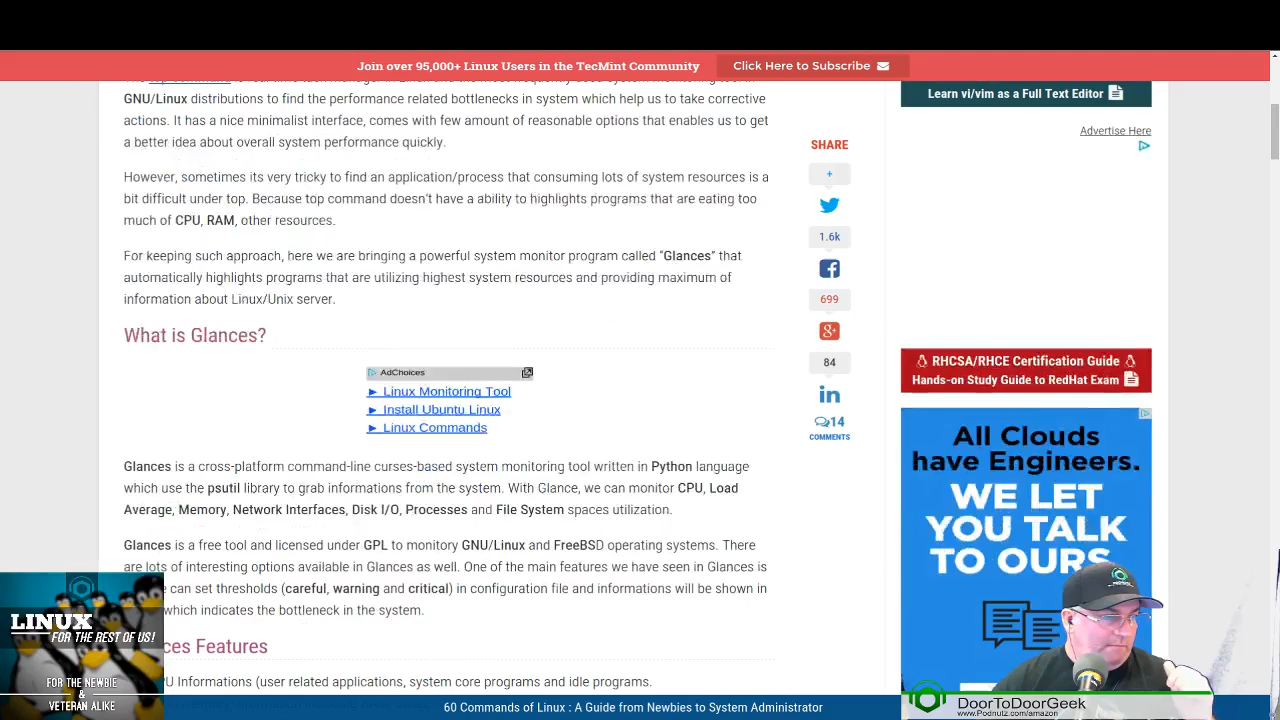 Join over 95,000+ Linux Users in the TecMint Community
Click Here to Subscribe
GNU/Linux distributions to find the performance related bottlenecks in system which help us to take corrective
actions. It has a nice minimalist interface, comes with few amount of reasonable options that enables us to get
a better idea about overall system performance quickly.
However, sometimes its very tricky to find an application/process that consuming lots of system resources is a
bit difficult under top. Because top command doesn't have a ability to highlights programs that are eating too
much of CPU, RAM, other resources.
For keeping such approach, here we are bringing a powerful system monitor program called "Glances" that
automatically highlights programs that are utilizing highest system resources and providing maximum of
information about Linux/Unix server.
What is Glances?
AdChoices
► Linux Monitoring Tool
► Install Ubuntu Linux
► Linux Commands
Glances is a cross-platform command-line curses-based system monitoring tool written in Python language
which use the psutil library to grab informations from the system. With Glance, we can monitor CPU, Load
Average, Memory, Network Interfaces, Disk I/O, Processes and File System spaces utilization.
Glances is a free tool and licensed under GPL to monitory GNU/Linux and FreeBSD operating systems. There
are lots of interesting options available in Glances as well. One of the main features we have seen in Glances is
can set thresholds (careful, warning and critical) in configuration file and informations will be shown in
which indicates the bottleneck in the system.
ces Features
PU Informations (user related applications, system core programs and idle programs.
SHARE
+
1.6k
699
84
in
14
COMMENTS
Learn vi/vim as a Full Text Editor
Advertise Here
RHCSA/RHCE Certification Guide
Hands-on Study Guide to RedHat Exam
All Clouds
have Engineers.
WE LET
YOU TALK
TO OURS
LINUX
FOR THE REST OF US!
FOR THE NEWBIE
&
VETERAN ALIKE
60 Commands of Linux : A Guide from Newbies to System Administrator
DoorToDoorGeek
www.Podnutz.com/amazon